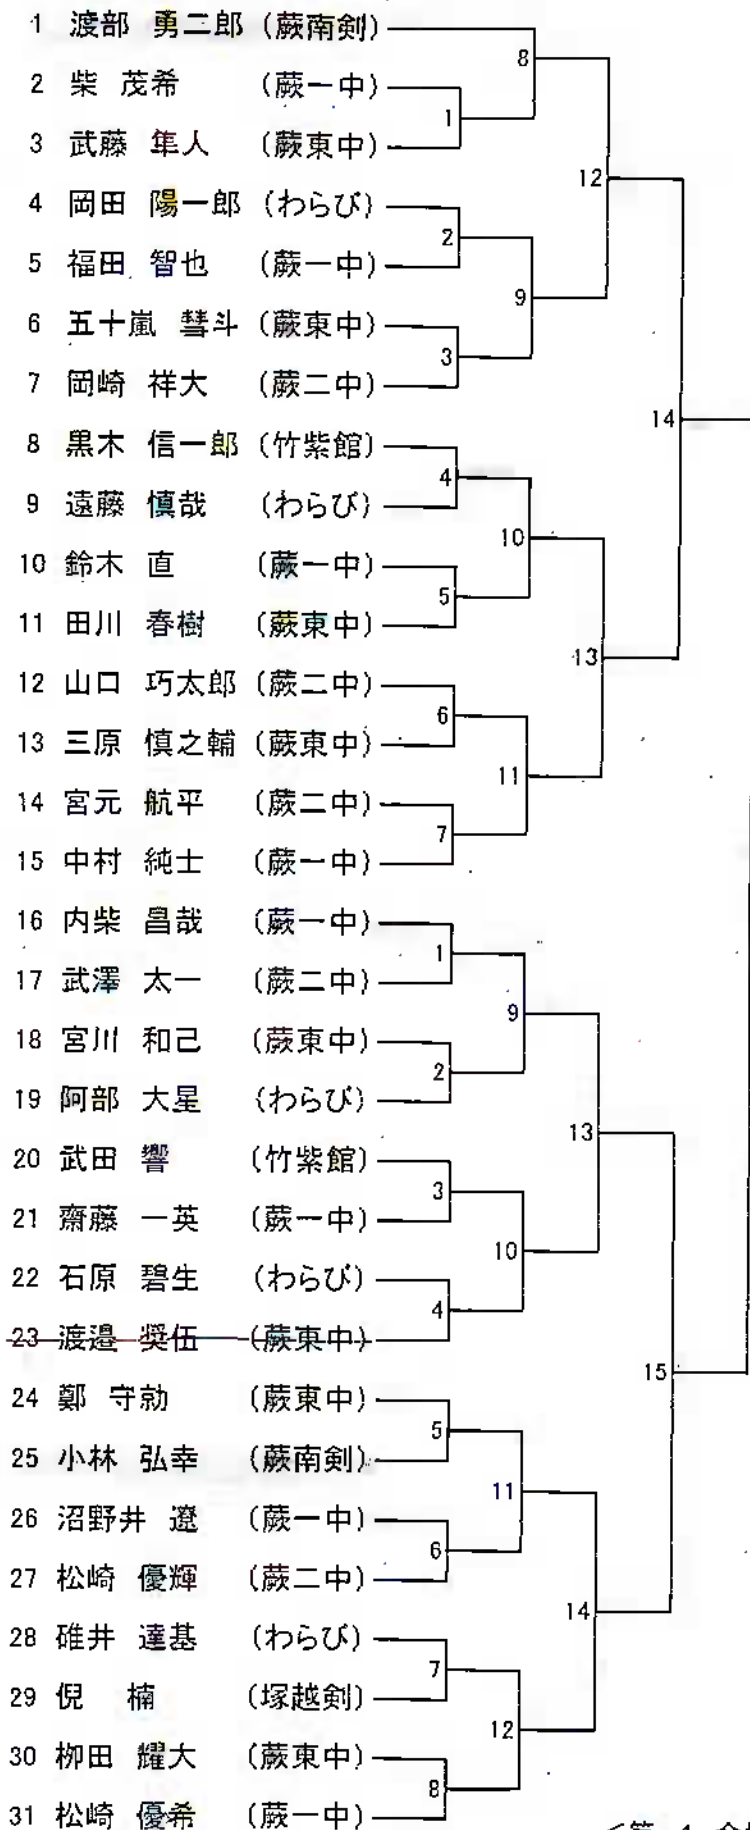 1 渡部 勇二郎 (蕨南剣)
2 柴 茂希 (蕨一中)
3 武藤 隼人 (蕨東中)
4 岡田 陽一郎 (わらび)
5 福田 智也 (蕨一中)
6 五十嵐 彗斗 (蕨東中)
7 岡崎 祥大 (蕨二中)
8 黒木 信一郎 (竹紫館)
9 遠藤 慎哉 (わらび)
10 鈴木 直 (蕨一中)
11 田川 春樹 (蕨東中)
12 山口 巧太郎 (蕨二中)
13 三原 慎之輔 (蕨東中)
14 宮元 航平 (蕨二中)
15 中村 純士 (蕨一中)
16 内柴 昌哉 (蕨一中)
17 武澤 太一 (蕨二中)
18 宮川 和己 (蕨東中)
19 阿部 大星 (わらび)
20 武田 響 (竹紫館)
21 齋藤 一英 (蕨一中)
22 石原 碧生 (わらび)
23 渡邉 奨伍 (蕨東中)
24 鄭 守勍 (蕨東中)
25 小林 弘幸 (蕨南剣)
26 沼野井 遼 (蕨一中)
27 松崎 優輝 (蕨二中)
28 碓井 達基 (わらび)
29 倪 楠 (塚越剣)
30 柳田 耀大 (蕨東中)
31 松崎 優希 (蕨一中)
8
1
12
2
9
3
14
4
10
5
13
6
11
7
1
9
2
13
3
10
4
15
5
11
6
14
7
12
8